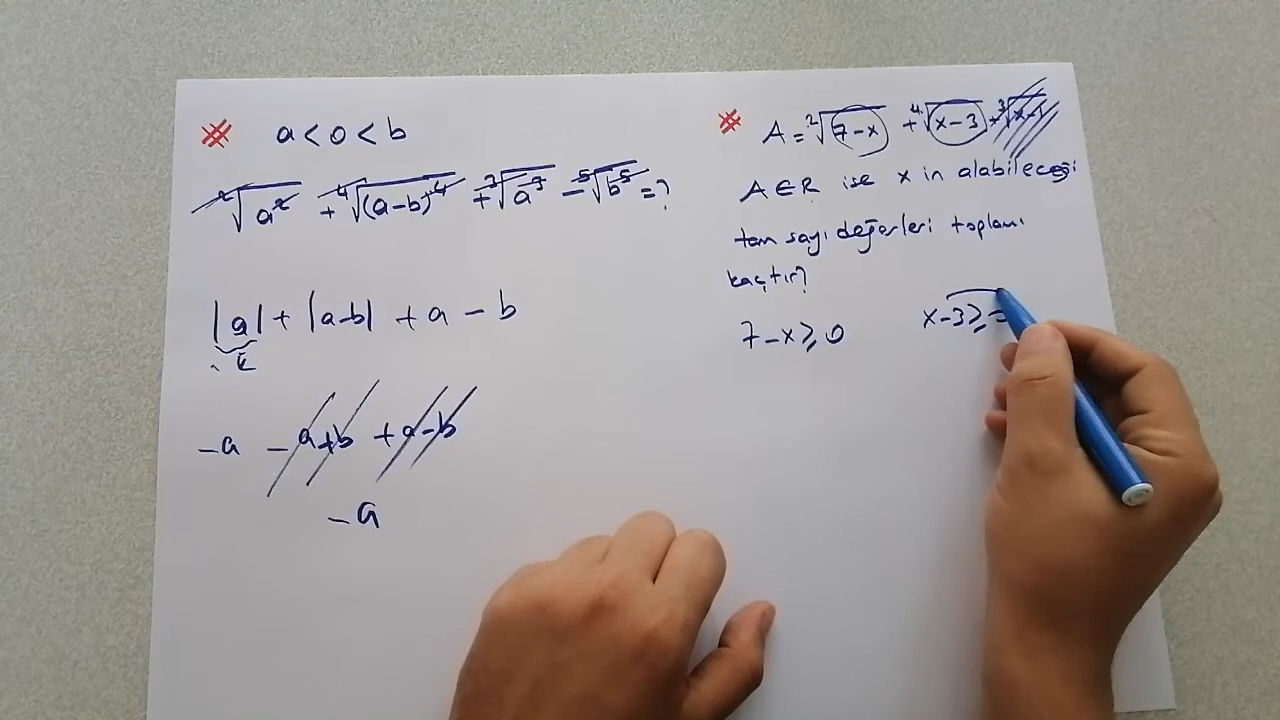 a < 0 < b
²√a² + ⁴√(a-b)⁴ + ³√a³ - ⁵√b⁵ = ?
|a| + |a-b| + a - b
-a -a+b +a-b
-a
A = ²√7-x + ⁴√x-3 + ³√x-1
A∈R ise x in alabileceği
tam sayı değerleri toplamı
kaçtır?
7-x≥0 x-3≥